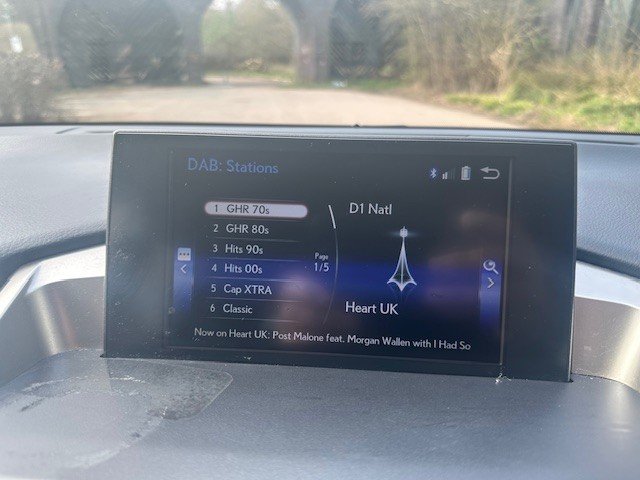 DAB: Stations
1 GHR 70s
2 GHR 80s
3 Hits 90s
4 Hits 00s
5 Cap XTRA
6 Classic
Page
1/5
D1 Natl
Heart UK
Now on Heart UK: Post Malone feat. Morgan Wallen with I Had So